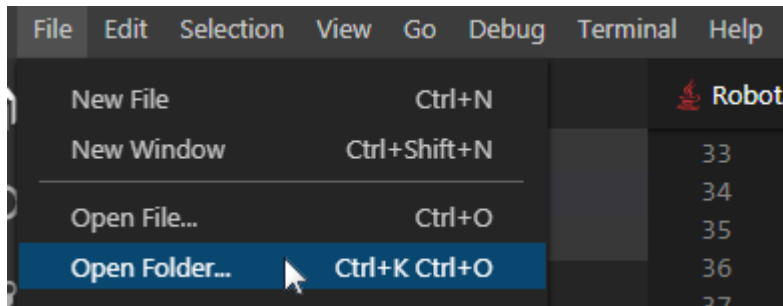 File Edit Selection View Go Debug Terminal Help
New File Ctrl+N
New Window Ctrl+Shift+N
Open File... Ctrl+O
Open Folder... Ctrl+K Ctrl+O
Robot
33
34
35
36
37